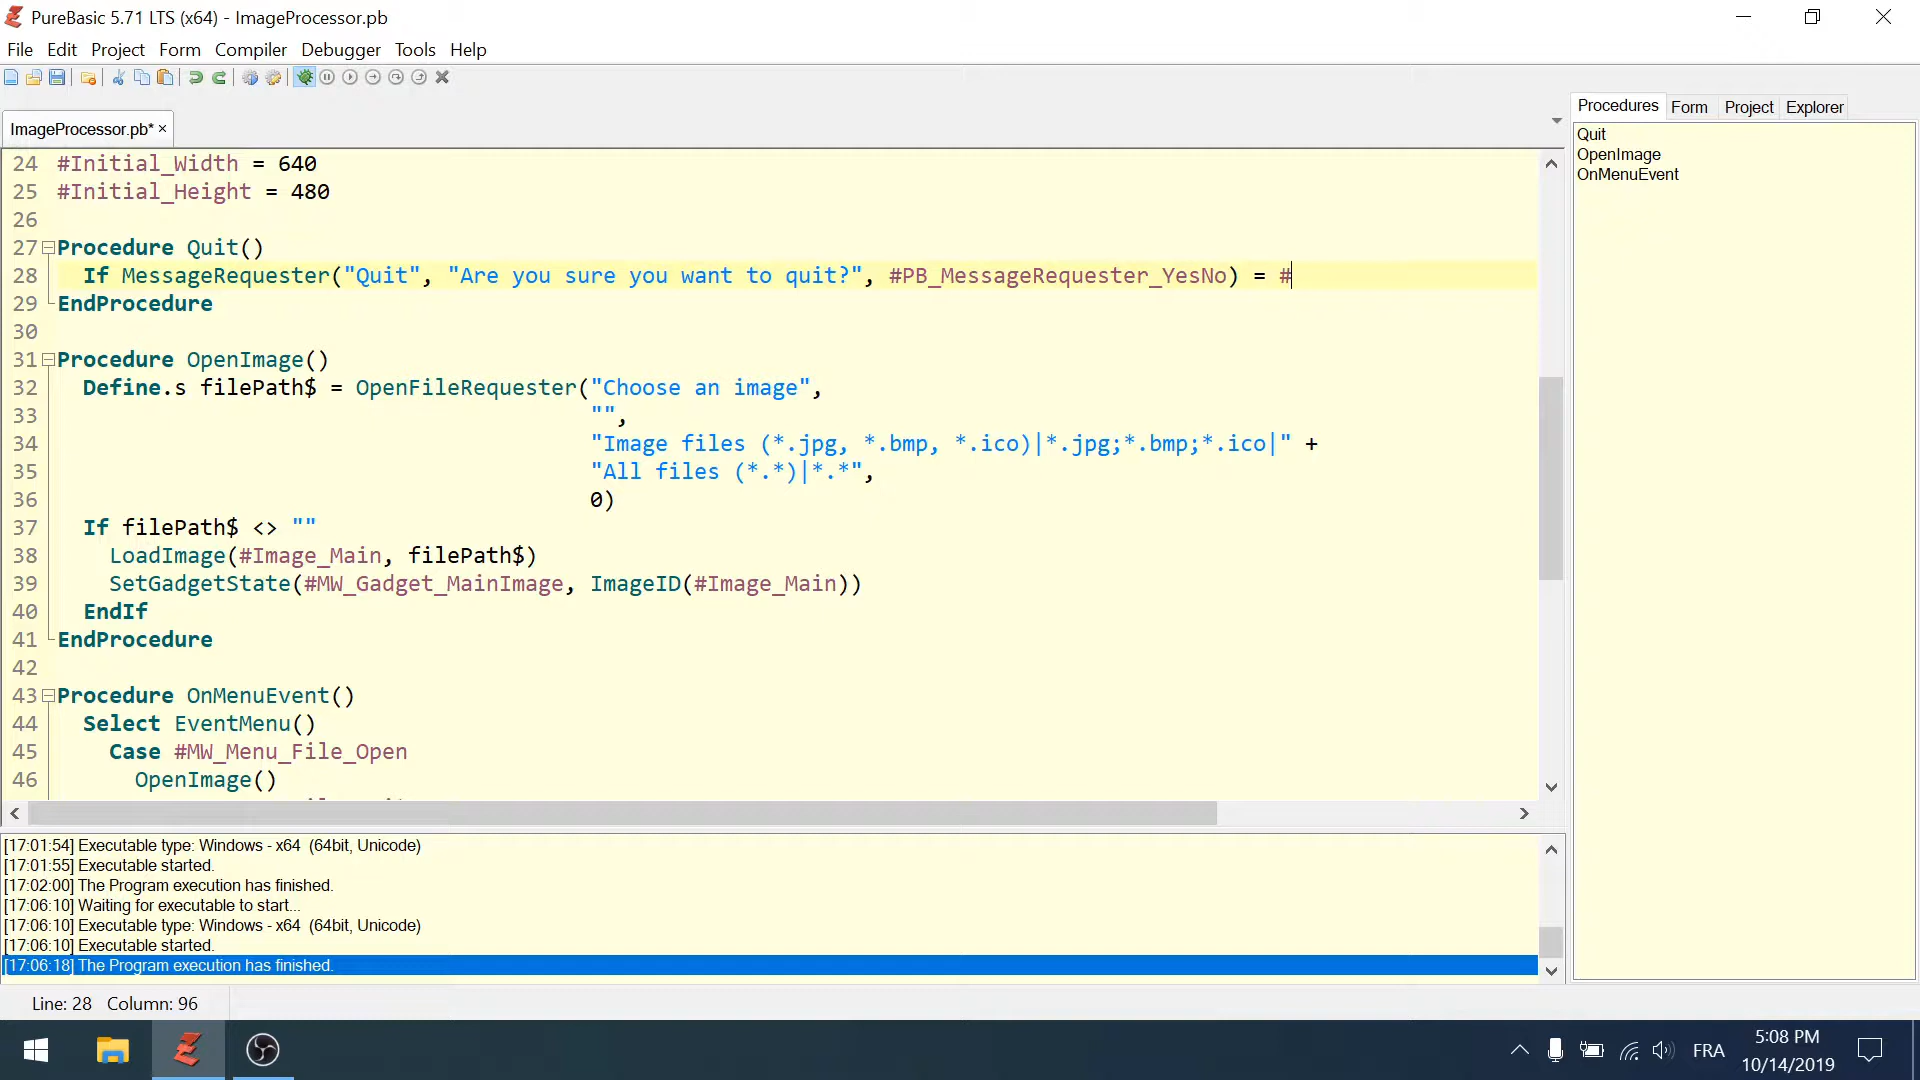 PureBasic 5.71 LTS (x64) - ImageProcessor.pb
File Edit Project Form Compiler Debugger Tools Help
ImageProcessor.pb*
Procedures Form Project Explorer
Quit
OpenImage
OnMenuEvent
24 #Initial_Width = 640
25 #Initial_Height = 480
26
27 Procedure Quit()
28 If MessageRequester("Quit", "Are you sure you want to quit?", #PB_MessageRequester_YesNo) = #
29 EndProcedure
30
31 Procedure OpenImage()
32 Define.s filePath$ = OpenFileRequester("Choose an image",
33 "",
34 "Image files (*.jpg, *.bmp, *.ico)|*.jpg;*.bmp;*.ico|" +
35 "All files (*.*)|*.*",
36 0)
37 If filePath$ <> ""
38 LoadImage(#Image_Main, filePath$)
39 SetGadgetState(#MW_Gadget_MainImage, ImageID(#Image_Main))
40 EndIf
41 EndProcedure
42
43 Procedure OnMenuEvent()
44 Select EventMenu()
45 Case #MW_Menu_File_Open
46 OpenImage()
[17:01:54] Executable type: Windows - x64 (64bit, Unicode)
[17:01:55] Executable started.
[17:02:00] The Program execution has finished.
[17:06:10] Waiting for executable to start...
[17:06:10] Executable type: Windows - x64 (64bit, Unicode)
[17:06:10] Executable started.
[17:06:18] The Program execution has finished.
Line: 28 Column: 96
FRA
5:08 PM
10/14/2019